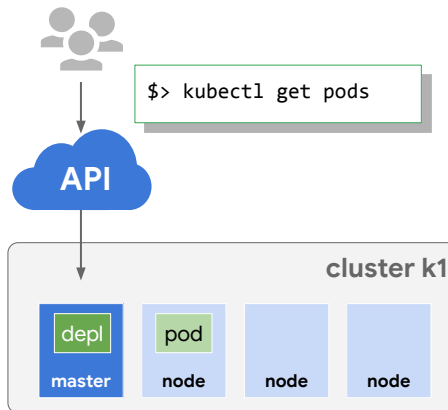 $> kubectl get pods
API
cluster k1
depl
pod
master
node
node
node